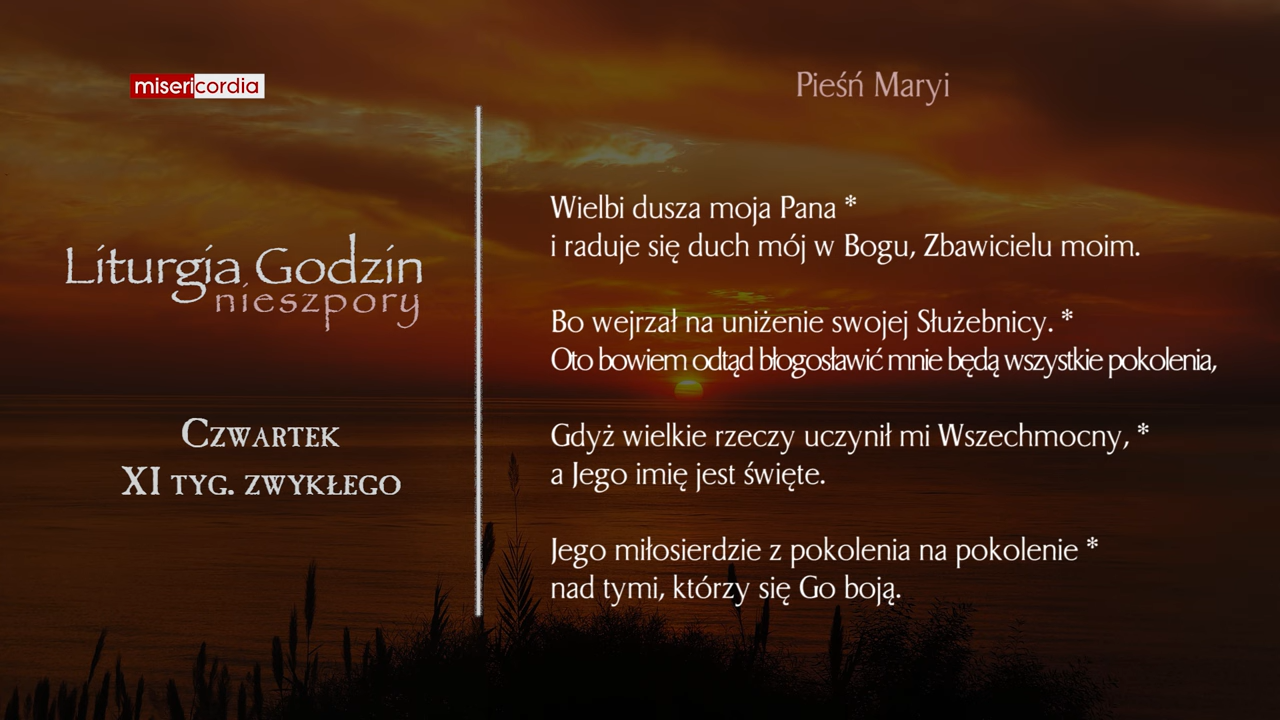 misericordia
Liturgia Godzin
nieszpory
Czwartek
XI tyg. zwykłego
Pieśń Maryi
Wielbi dusza moja Pana *
i raduje się duch mój w Bogu, Zbawicielu moim.
Bo wejrzał na uniżenie swojej Służebnicy. *
Oto bowiem odtąd błogosławić mnie będą wszystkie pokolenia,
Gdyż wielkie rzeczy uczynił mi Wszechmocny, *
a Jego imię jest święte.
Jego miłosierdzie z pokolenia na pokolenie *
nad tymi, którzy się Go boją.